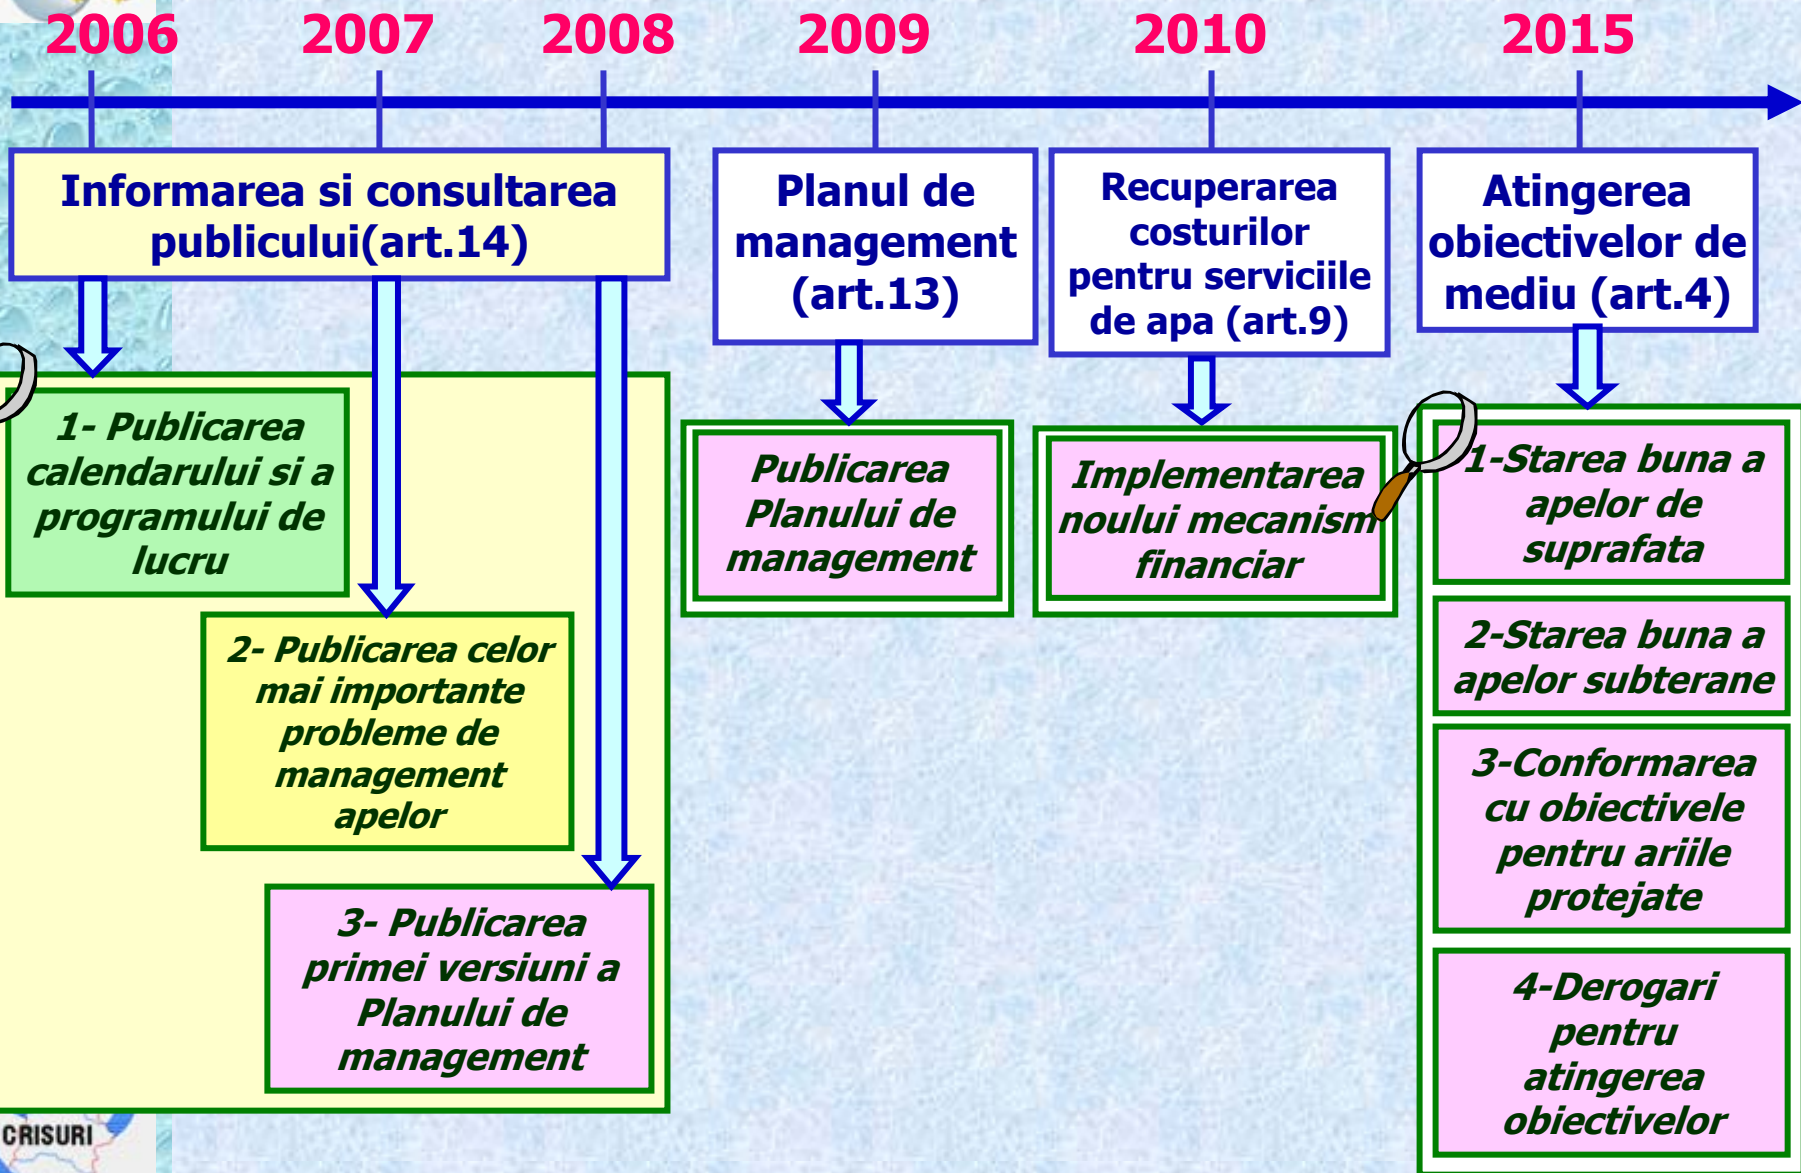 2006 2007 2008 2009 2010 2015
Informarea si consultarea
publicului(art.14)
Planul de
management
(art.13)
Recuperarea
costurilor
pentru serviciile
de apa (art.9)
Atingerea
obiectivelor de
mediu (art.4)
1- Publicarea
calendarului si a
programului de
lucru
2- Publicarea celor
mai importante
probleme de
management
apelor
3- Publicarea
primei versiuni a
Planului de
management
Publicarea
Planului de
management
Implementarea
noului mecanism
financiar
1-Starea buna a
apelor de
suprafata
2-Starea buna a
apelor subterane
3-Conformarea
cu obiectivele
pentru ariile
protejate
4-Derogari
pentru
atingerea
obiectivelor
CRISURI